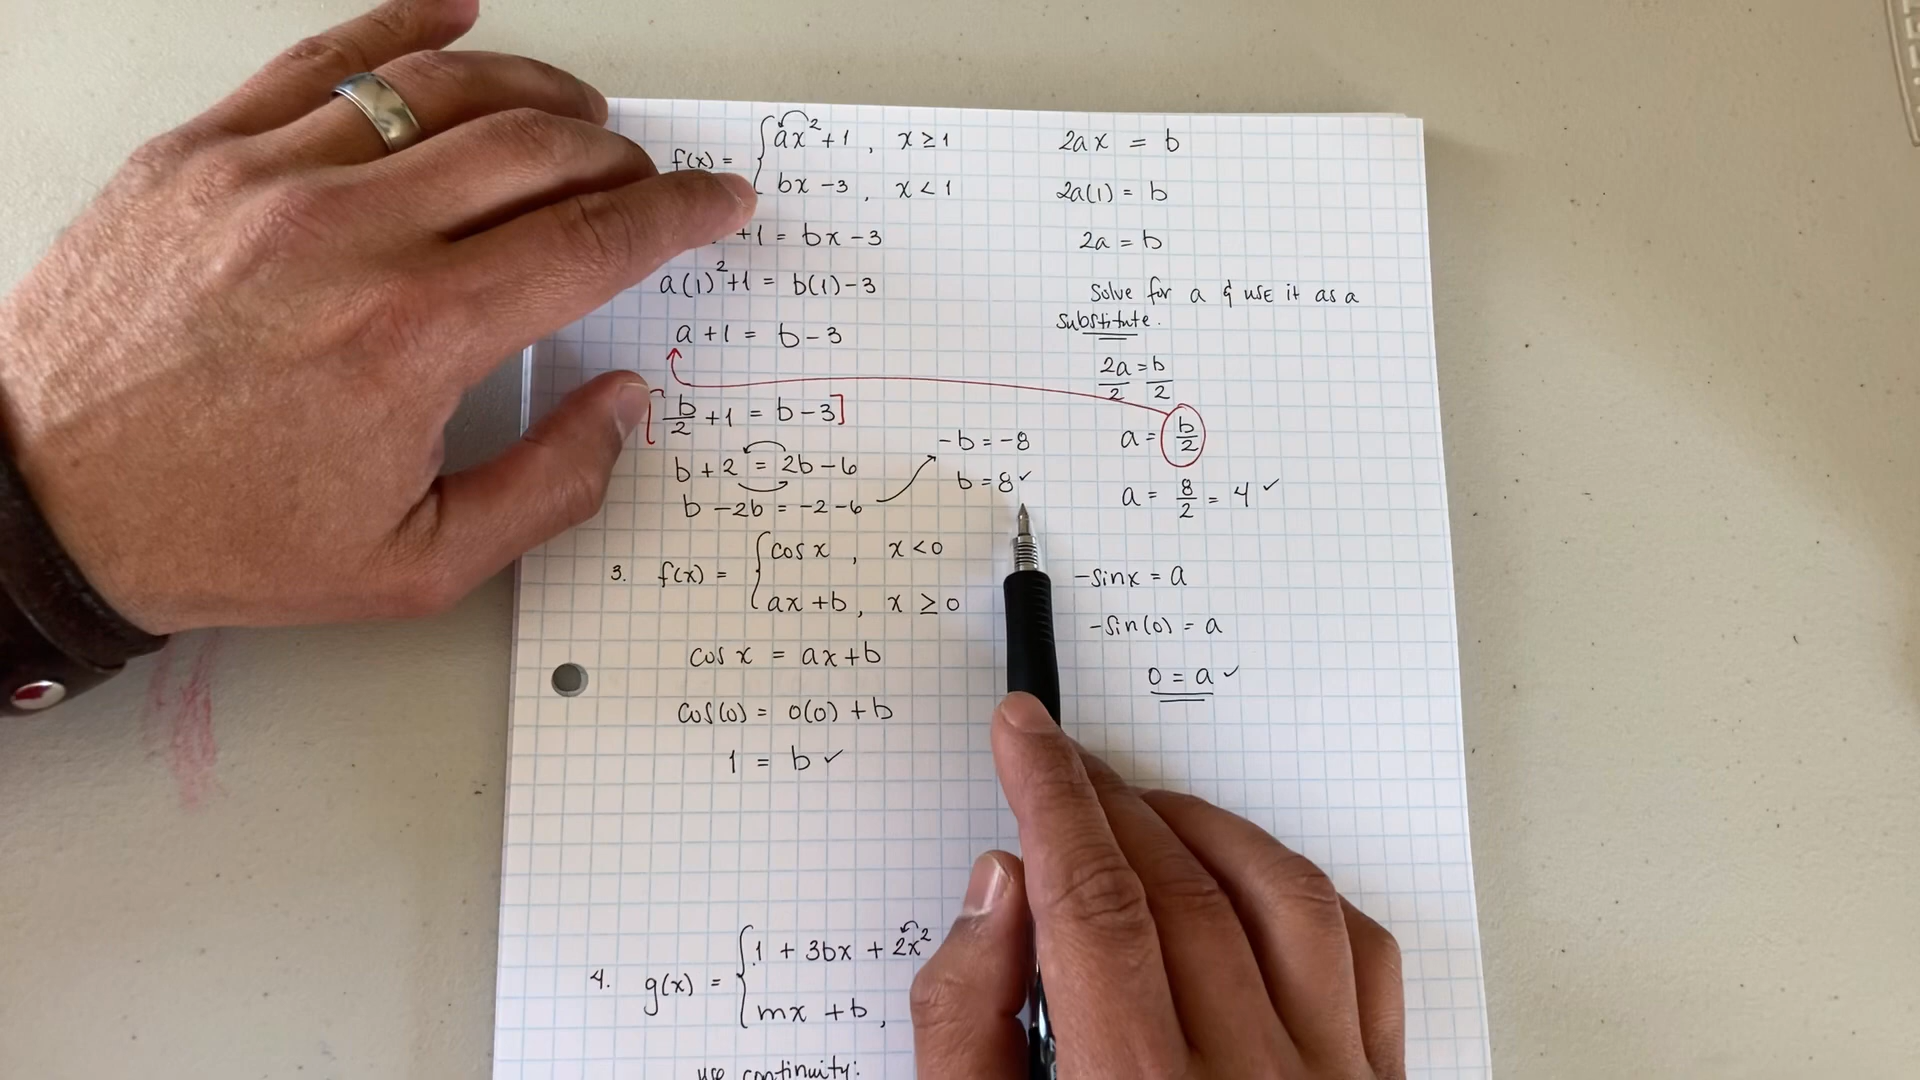 f(x) = { ax²+1 , x ≥ 1
bx −3 , x < 1
+1 = bx −3
a(1)²+1 = b(1)−3
a +1 = b −3
[b/2 +1 = b−3]
b + 2 = 2b −6
b −2b = −2 −6
−b = −8
b = 8 ✓
2ax = b
2a(1) = b
2a = b
Solve for a & use it as a
substitute.
2a/2 = b/2
a = b/2
a = 8/2 = 4 ✓
3. f(x) = { cos x , x < 0
ax + b , x ≥ 0
cos x = ax+b
cos(0) = 0(0) + b
1 = b ✓
−sinx = a
−sin(0) = a
0 = a ✓
4. g(x) = { 1 + 3bx + 2x²
mx + b ,
use continuity: